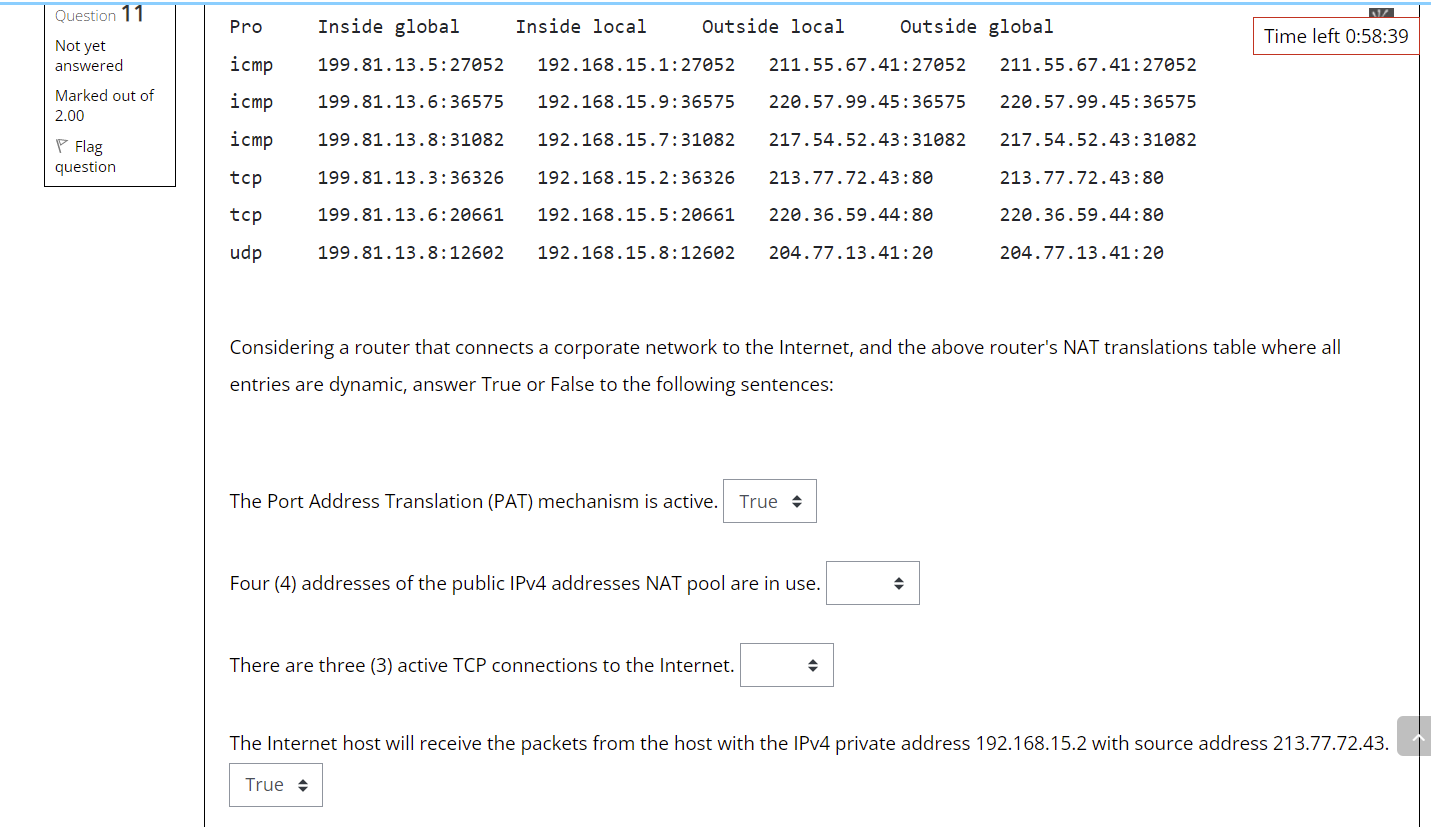 Question 11
Not yet
answered
Marked out of
2.00
Flag
question
Time left 0:58:39
Pro Inside global Inside local Outside local Outside global
icmp 199.81.13.5:27052 192.168.15.1:27052 211.55.67.41:27052 211.55.67.41:27052
icmp 199.81.13.6:36575 192.168.15.9:36575 220.57.99.45:36575 220.57.99.45:36575
icmp 199.81.13.8:31082 192.168.15.7:31082 217.54.52.43:31082 217.54.52.43:31082
tcp 199.81.13.3:36326 192.168.15.2:36326 213.77.72.43:80 213.77.72.43:80
tcp 199.81.13.6:20661 192.168.15.5:20661 220.36.59.44:80 220.36.59.44:80
udp 199.81.13.8:12602 192.168.15.8:12602 204.77.13.41:20 204.77.13.41:20
Considering a router that connects a corporate network to the Internet, and the above router's NAT translations table where all
entries are dynamic, answer True or False to the following sentences:
The Port Address Translation (PAT) mechanism is active. True
Four (4) addresses of the public IPv4 addresses NAT pool are in use.
There are three (3) active TCP connections to the Internet.
The Internet host will receive the packets from the host with the IPv4 private address 192.168.15.2 with source address 213.77.72.43.
True